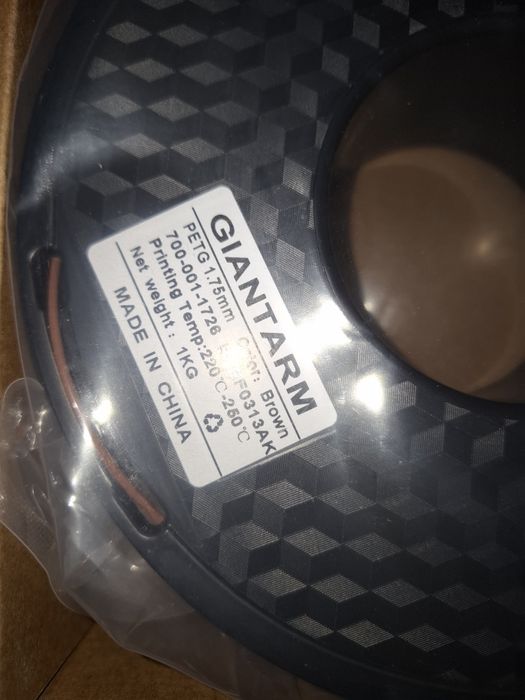 GIANTARM
PETG 1.75mm Color: Brown
700-001-1726 F0313AK
Printing Temp:220℃-250℃
Net weight: 1KG
MADE IN CHINA